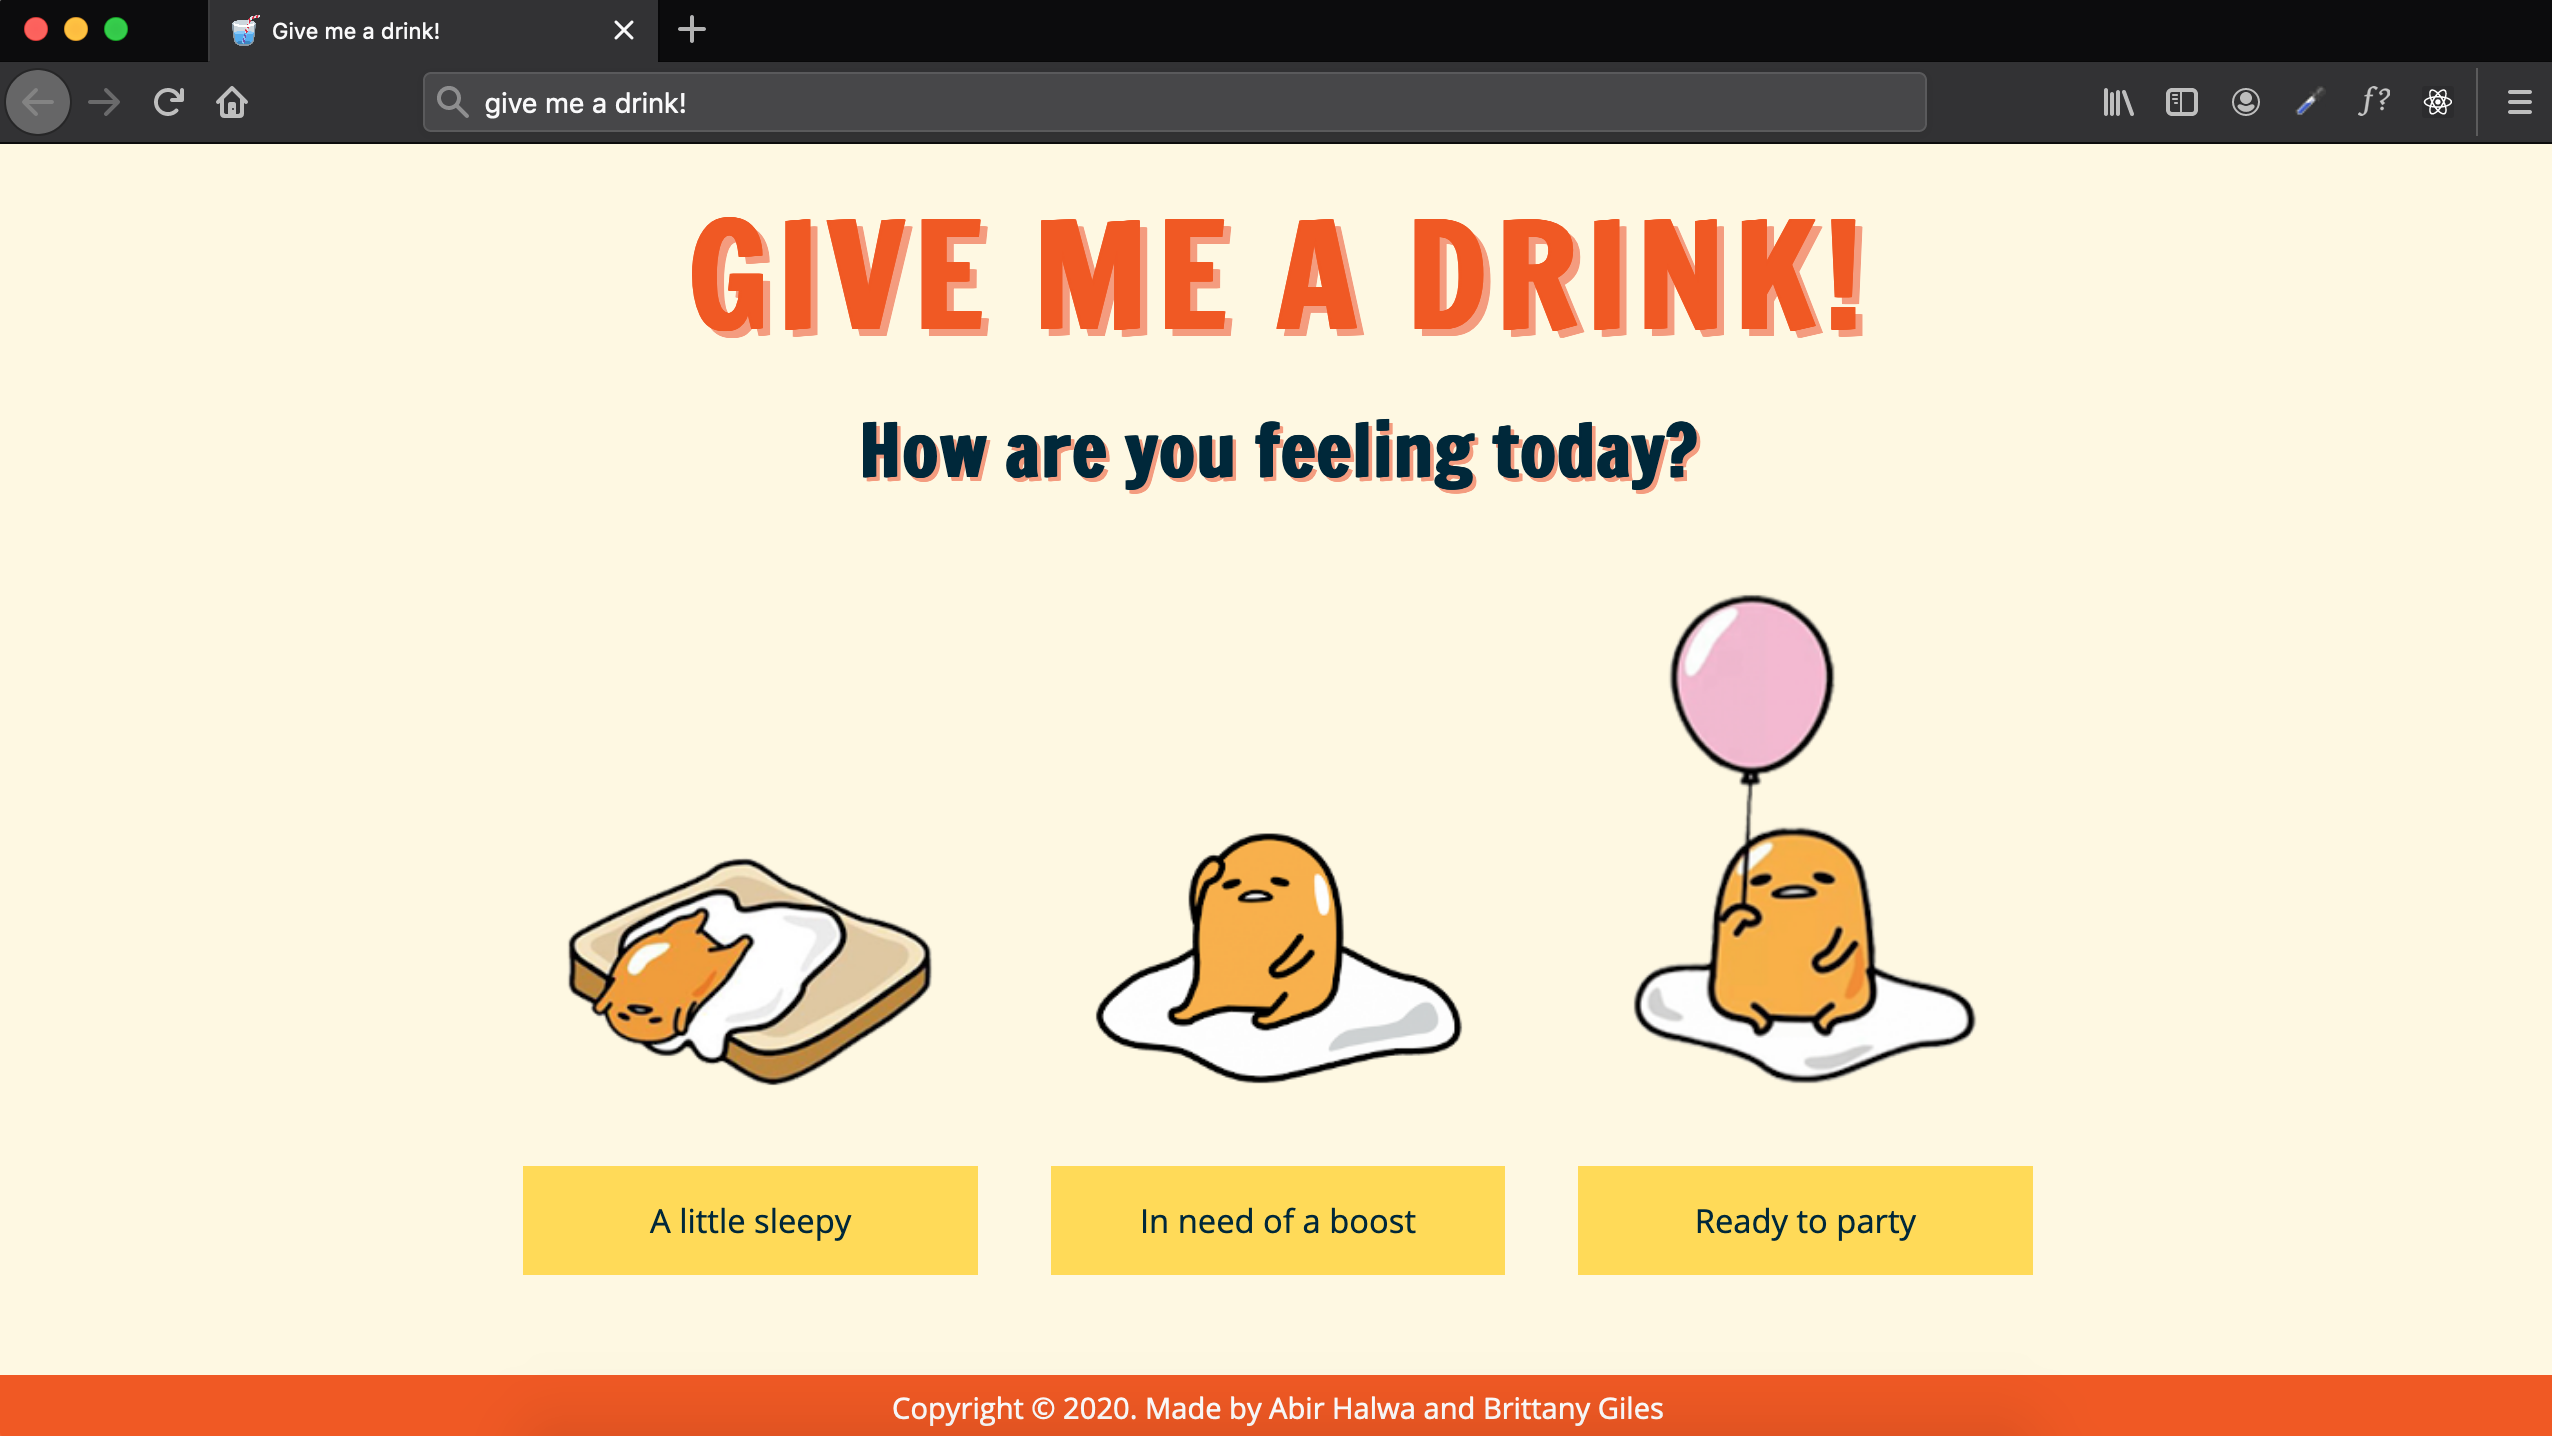 Give me a drink!
give me a drink!
f?
GIVE ME A DRINK!
How are you feeling today?
A little sleepy
In need of a boost
Ready to party
Copyright © 2020. Made by Abir Halwa and Brittany Giles